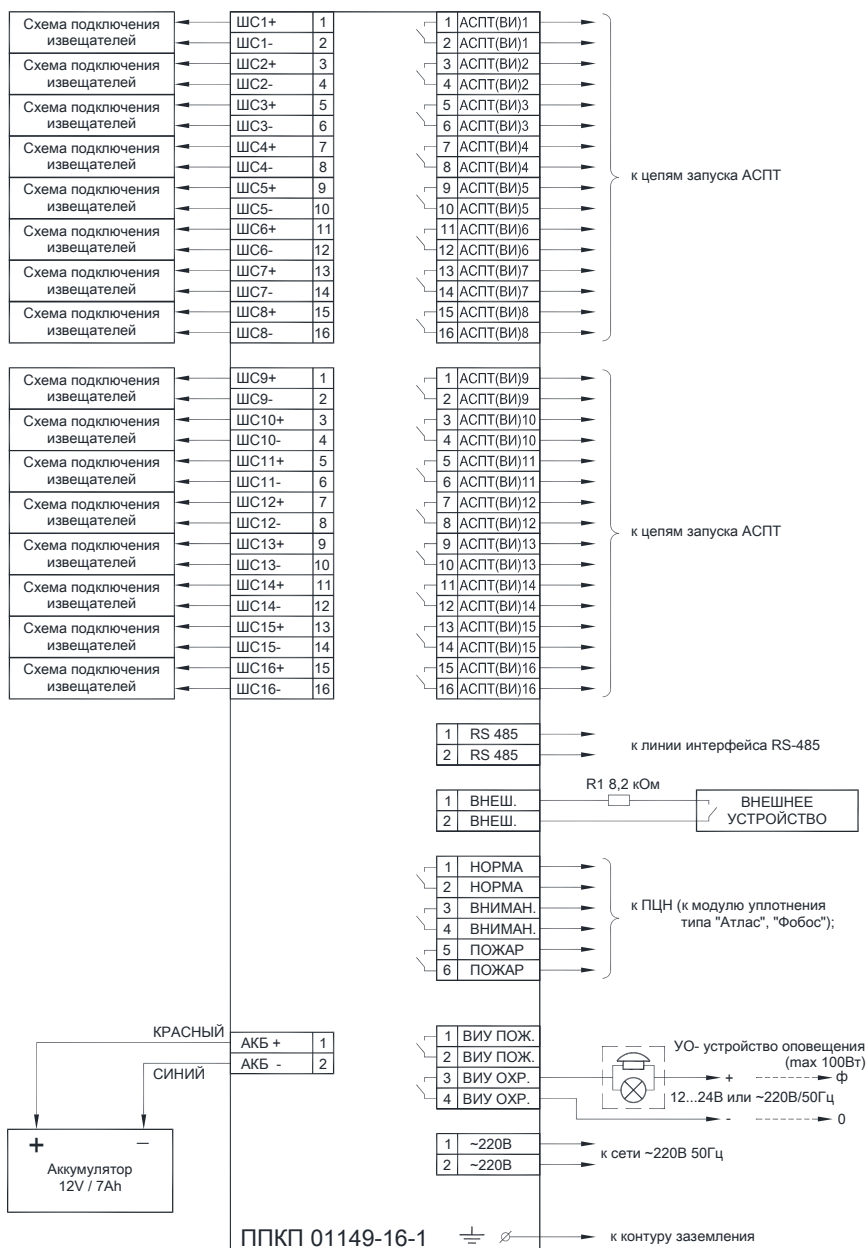 Схема подключения
извещателей
ШС1+ 1
ШС1- 2
1 АСПТ(ВИ)1
2 АСПТ(ВИ)1
Схема подключения
извещателей
ШС2+ 3
ШС2- 4
3 АСПТ(ВИ)2
4 АСПТ(ВИ)2
Схема подключения
извещателей
ШС3+ 5
ШС3- 6
5 АСПТ(ВИ)3
6 АСПТ(ВИ)3
Схема подключения
извещателей
ШС4+ 7
ШС4- 8
7 АСПТ(ВИ)4
8 АСПТ(ВИ)4
Схема подключения
извещателей
ШС5+ 9
ШС5- 10
9 АСПТ(ВИ)5
10 АСПТ(ВИ)5
Схема подключения
извещателей
ШС6+ 11
ШС6- 12
11 АСПТ(ВИ)6
12 АСПТ(ВИ)6
Схема подключения
извещателей
ШС7+ 13
ШС7- 14
13 АСПТ(ВИ)7
14 АСПТ(ВИ)7
Схема подключения
извещателей
ШС8+ 15
ШС8- 16
15 АСПТ(ВИ)8
16 АСПТ(ВИ)8
к цепям запуска АСПТ
Схема подключения
извещателей
ШС9+ 1
ШС9- 2
1 АСПТ(ВИ)9
2 АСПТ(ВИ)9
Схема подключения
извещателей
ШС10+ 3
ШС10- 4
3 АСПТ(ВИ)10
4 АСПТ(ВИ)10
Схема подключения
извещателей
ШС11+ 5
ШС11- 6
5 АСПТ(ВИ)11
6 АСПТ(ВИ)11
Схема подключения
извещателей
ШС12+ 7
ШС12- 8
7 АСПТ(ВИ)12
8 АСПТ(ВИ)12
Схема подключения
извещателей
ШС13+ 9
ШС13- 10
9 АСПТ(ВИ)13
10 АСПТ(ВИ)13
Схема подключения
извещателей
ШС14+ 11
ШС14- 12
11 АСПТ(ВИ)14
12 АСПТ(ВИ)14
Схема подключения
извещателей
ШС15+ 13
ШС15- 14
13 АСПТ(ВИ)15
14 АСПТ(ВИ)15
Схема подключения
извещателей
ШС16+ 15
ШС16- 16
15 АСПТ(ВИ)16
16 АСПТ(ВИ)16
к цепям запуска АСПТ
1 RS 485
2 RS 485
к линии интерфейса RS-485
R1 8,2 кОм
1 ВНЕШ.
2 ВНЕШ.
ВНЕШНЕЕ
УСТРОЙСТВО
1 НОРМА
2 НОРМА
3 ВНИМАН.
4 ВНИМАН.
5 ПОЖАР
6 ПОЖАР
к ПЦН (к модулю уплотнения
типа "Атлас", "Фобос");
КРАСНЫЙ
АКБ + 1
СИНИЙ
АКБ - 2
+ –
Аккумулятор
12V / 7Ah
1 ВИУ ПОЖ.
2 ВИУ ПОЖ.
3 ВИУ ОХР.
4 ВИУ ОХР.
УО- устройство оповещения
(max 100Вт)
+ ф
12...24В или ~220В/50Гц
- 0
1 ~220В
2 ~220В
к сети ~220В 50Гц
ППКП 01149-16-1
к контуру заземления